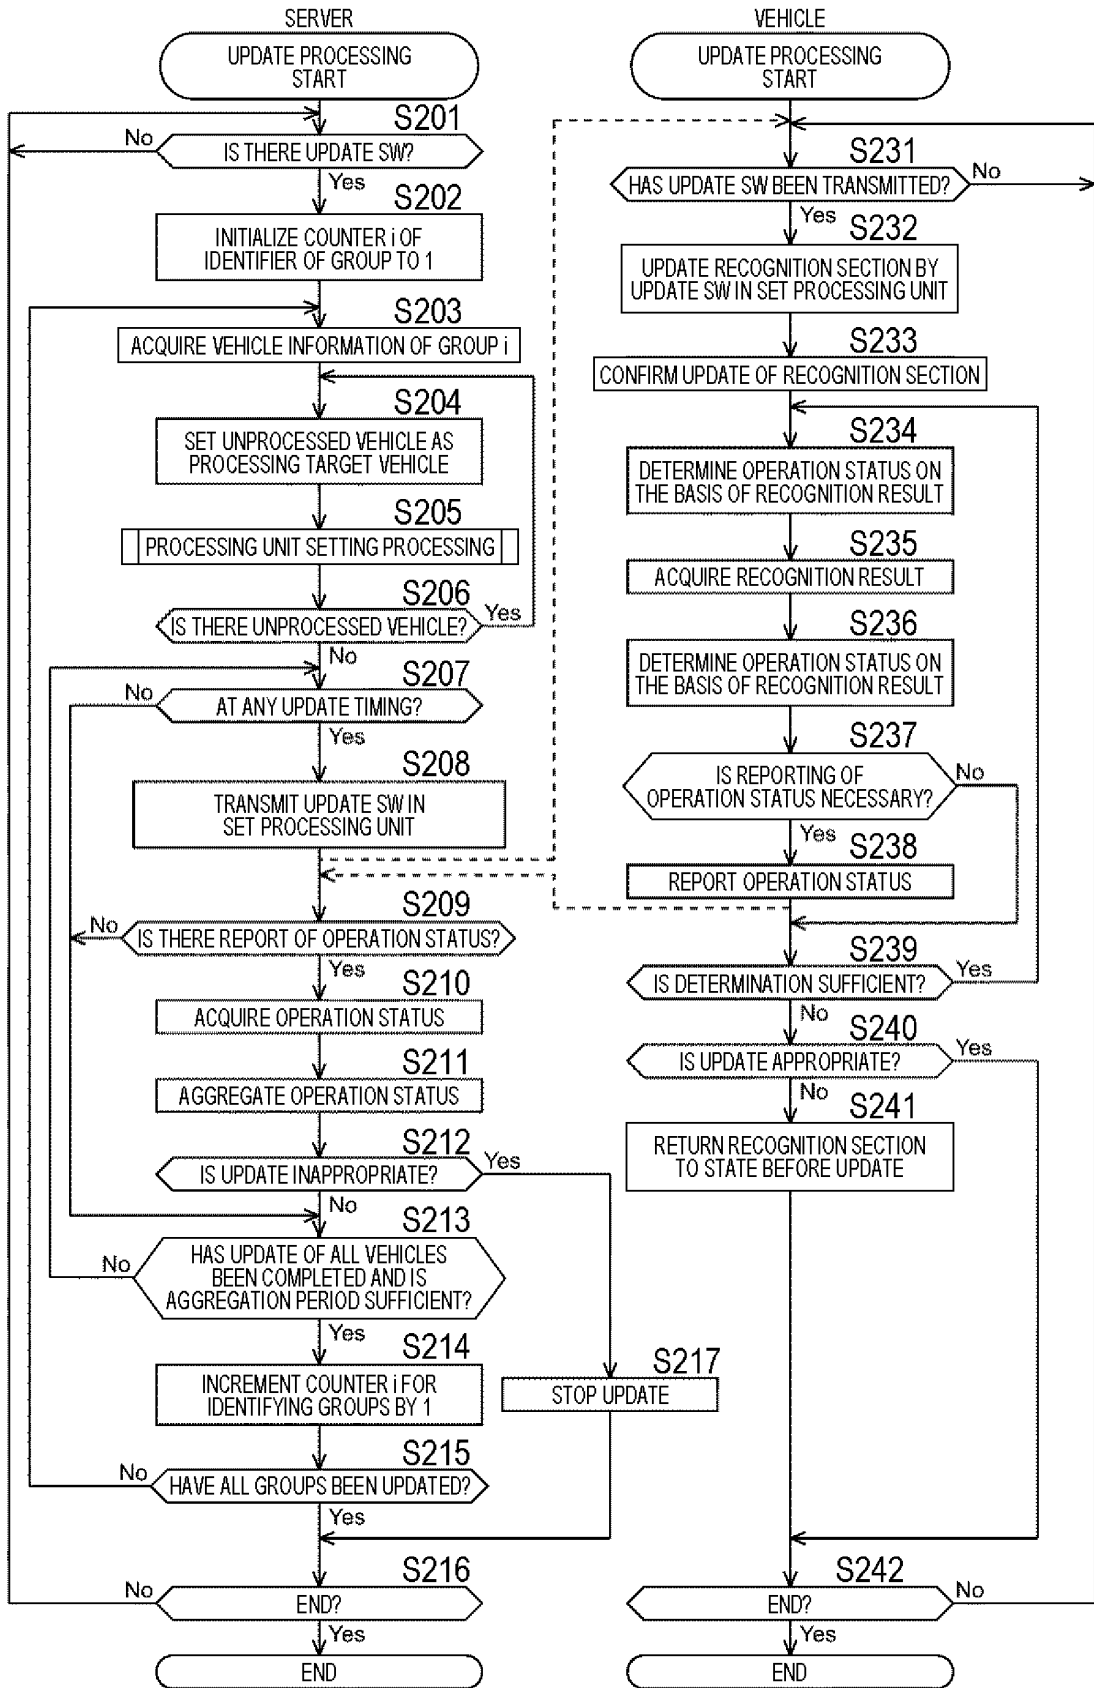 SERVER
UPDATE PROCESSING
START
S201
No
IS THERE UPDATE SW?
Yes
S202
INITIALIZE COUNTER i OF
IDENTIFIER OF GROUP TO 1
S203
ACQUIRE VEHICLE INFORMATION OF GROUP i
S204
SET UNPROCESSED VEHICLE AS
PROCESSING TARGET VEHICLE
S205
PROCESSING UNIT SETTING PROCESSING
S206
Yes
IS THERE UNPROCESSED VEHICLE?
No
S207
No
AT ANY UPDATE TIMING?
Yes
S208
TRANSMIT UPDATE SW IN
SET PROCESSING UNIT
S209
No
IS THERE REPORT OF OPERATION STATUS?
Yes
S210
ACQUIRE OPERATION STATUS
S211
AGGREGATE OPERATION STATUS
S212
Yes
IS UPDATE INAPPROPRIATE?
No
S213
No
HAS UPDATE OF ALL VEHICLES
BEEN COMPLETED AND IS
AGGREGATION PERIOD SUFFICIENT?
Yes
S214
INCREMENT COUNTER i FOR
IDENTIFYING GROUPS BY 1
S217
STOP UPDATE
S215
No
HAVE ALL GROUPS BEEN UPDATED?
Yes
S216
No
END?
Yes
END
VEHICLE
UPDATE PROCESSING
START
S231
HAS UPDATE SW BEEN TRANSMITTED?
No
Yes
S232
UPDATE RECOGNITION SECTION BY
UPDATE SW IN SET PROCESSING UNIT
S233
CONFIRM UPDATE OF RECOGNITION SECTION
S234
DETERMINE OPERATION STATUS ON
THE BASIS OF RECOGNITION RESULT
S235
ACQUIRE RECOGNITION RESULT
S236
DETERMINE OPERATION STATUS ON
THE BASIS OF RECOGNITION RESULT
S237
IS REPORTING OF
OPERATION STATUS NECESSARY?
No
Yes
S238
REPORT OPERATION STATUS
S239
IS DETERMINATION SUFFICIENT?
Yes
No
S240
IS UPDATE APPROPRIATE?
Yes
No
S241
RETURN RECOGNITION SECTION
TO STATE BEFORE UPDATE
S242
END?
No
Yes
END